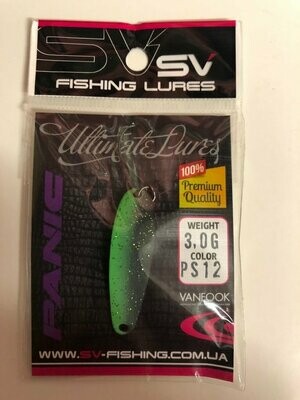 SV SV
FISHING LURES
Ultimate Lures
100%
Premium
Quality
PANIC
WEIGHT
3,0G
COLOR
PS12
VANFOOK
WWW.SV-FISHING.COM.UA